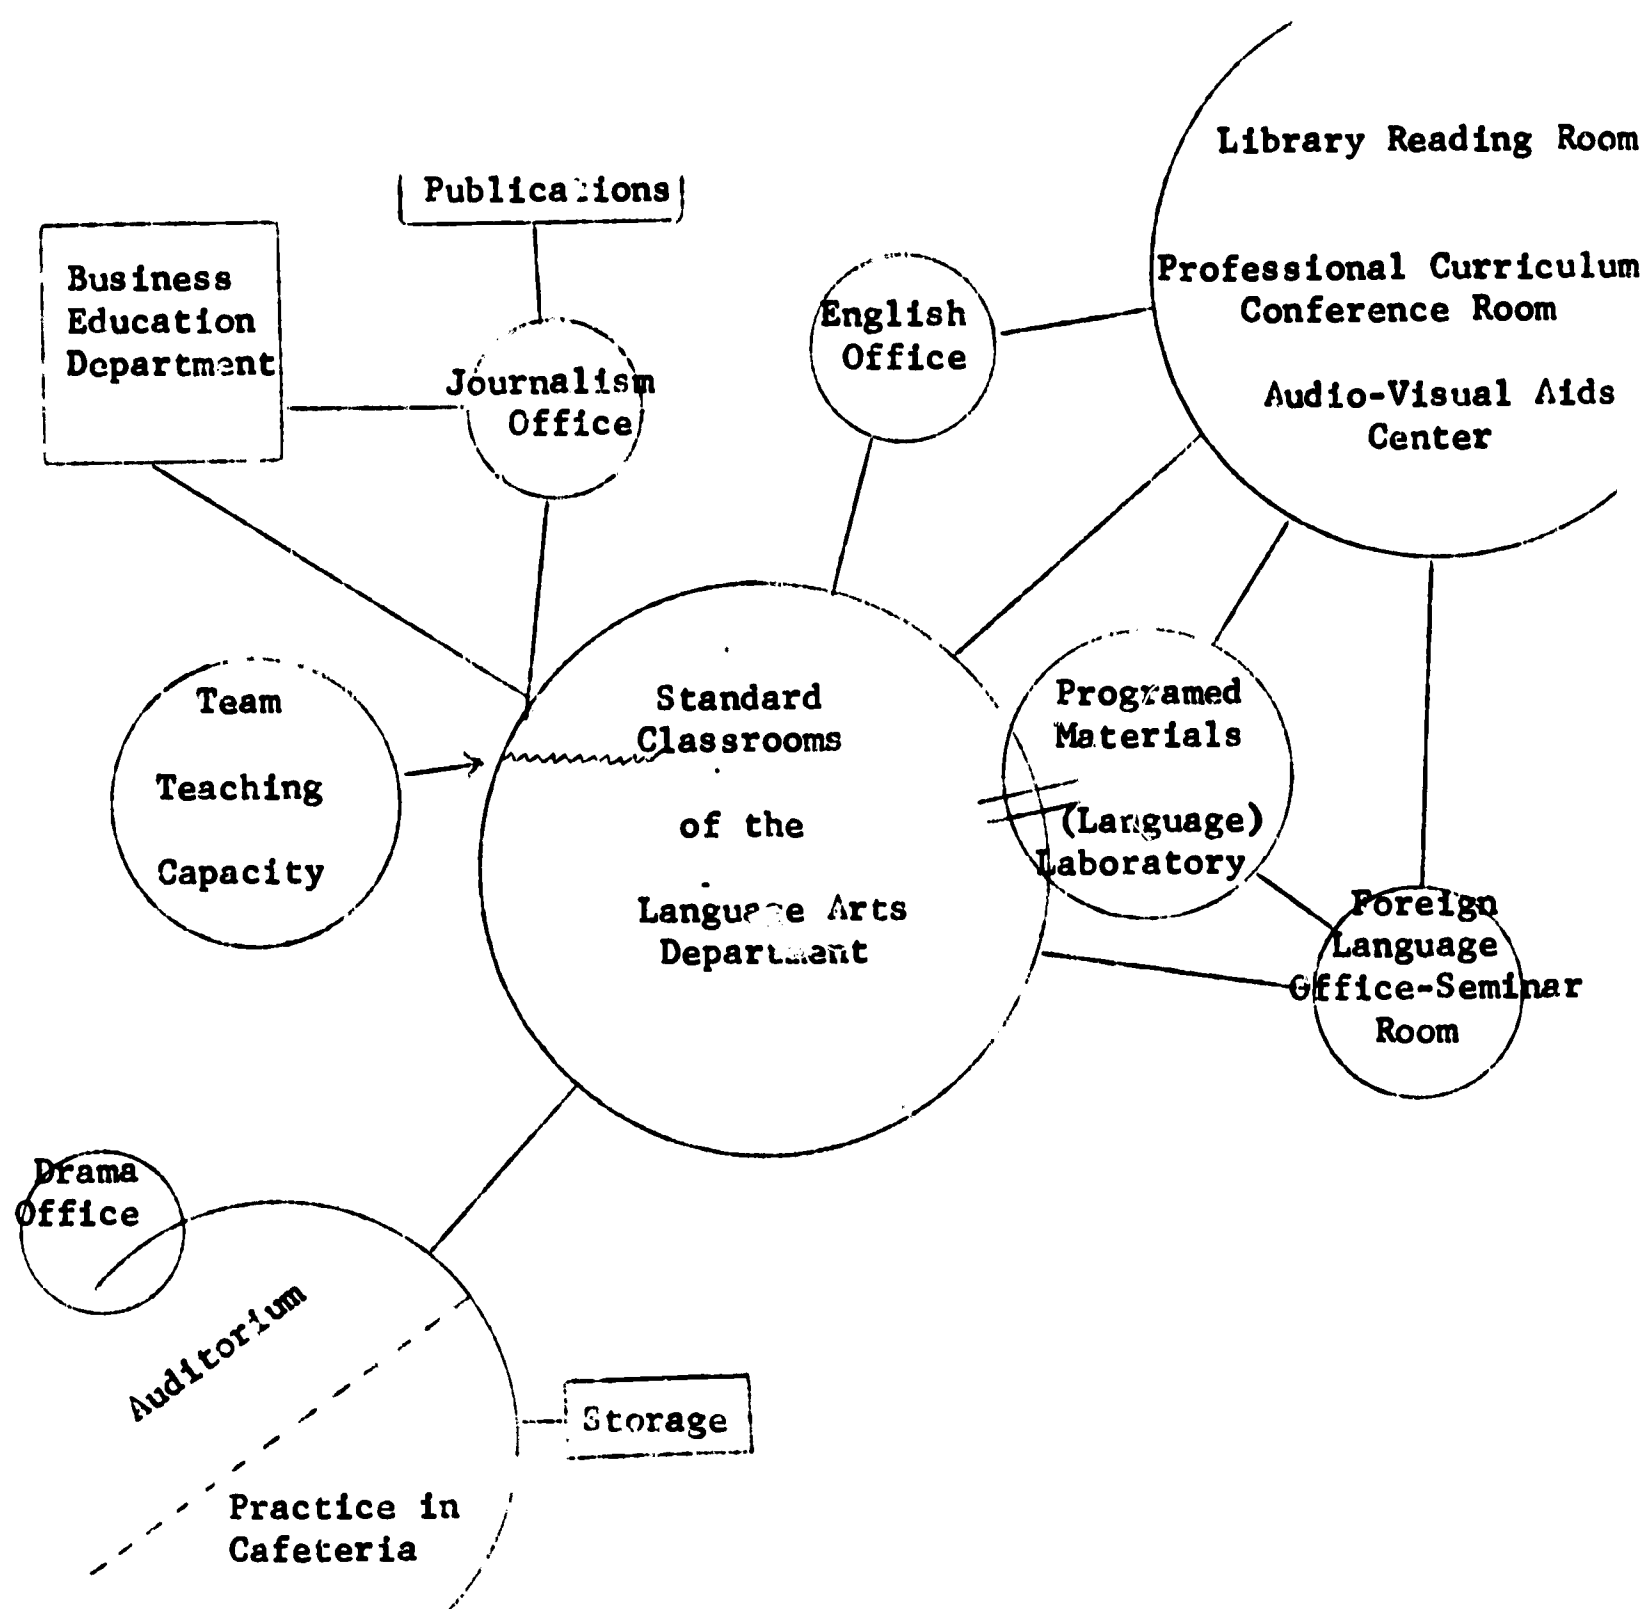 Library Reading Room
Professional Curriculum
Conference Room
Audio-Visual Aids
Center
Publications
Business
Education
Department
Journalism
Office
English
Office
Team
Teaching
Capacity
Standard
Classrooms
of the
Language Arts
Department
Programed
Materials
(Language)
Laboratory
Foreign
Language
Office-Seminar
Room
Drama
Office
Auditorium
Storage
Practice in
Cafeteria